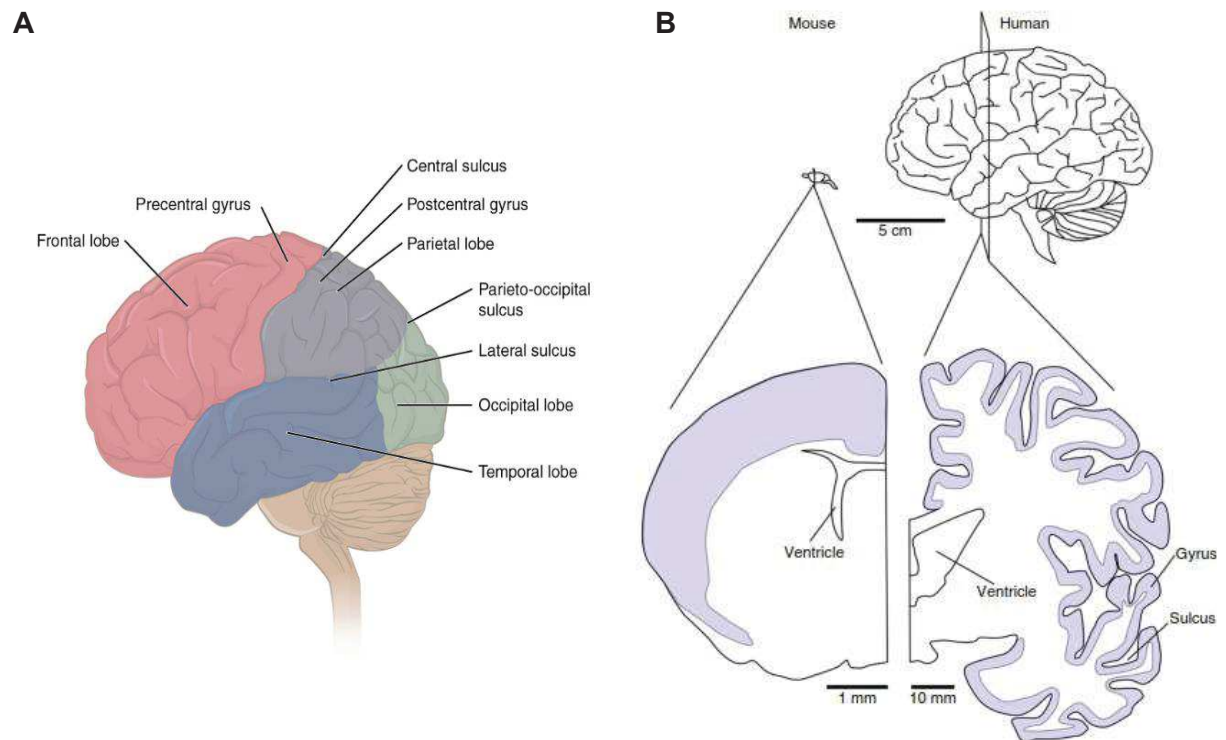 A
Central sulcus
Precentral gyrus
Postcentral gyrus
Frontal lobe
Parietal lobe
Parieto-occipital
sulcus
Lateral sulcus
Occipital lobe
Temporal lobe
B
Mouse
Human
5 cm
Ventricle
Ventricle
Gyrus
Sulcus
1 mm
10 mm